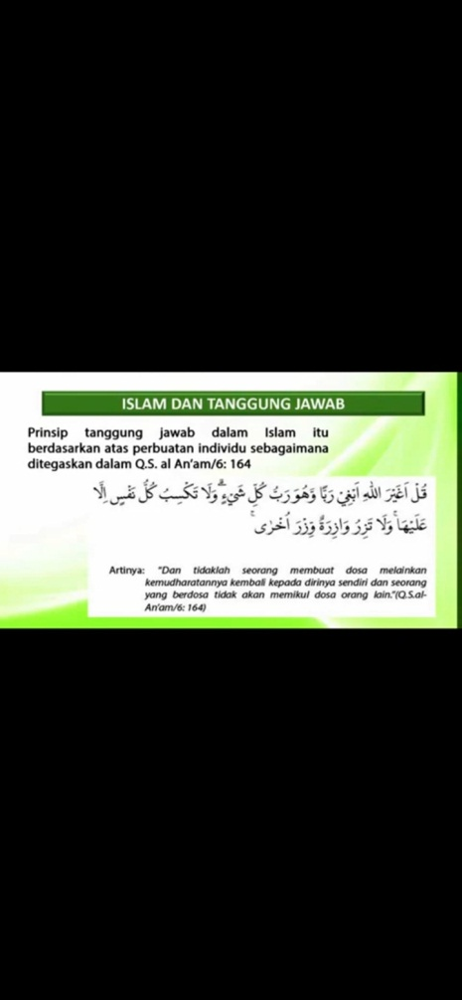 ISLAM DAN TANGGUNG JAWAB
Prinsip tanggung jawab dalam Islam itu
berdasarkan atas perbuatan individu sebagaimana
ditegaskan dalam Q.S. al An'am/6: 164
قُلْ اَغَيْرَ اللّٰهِ اَبْغِيْ رَبًّا وَّهُوَ رَبُّ كُلِّ شَيْءٍۗ وَلَا تَكْسِبُ كُلُّ نَفْسٍ اِلَّا
عَلَيْهَاۚ وَلَا تَزِرُ وَازِرَةٌ وِّزْرَ اُخْرٰىۚ
Artinya: "Dan tidaklah seorang membuat dosa melainkan
kemudharatannya kembali kepada dirinya sendiri dan seorang
yang berdosa tidak akan memikul dosa orang lain."(Q.S.al-
An'am/6: 164)